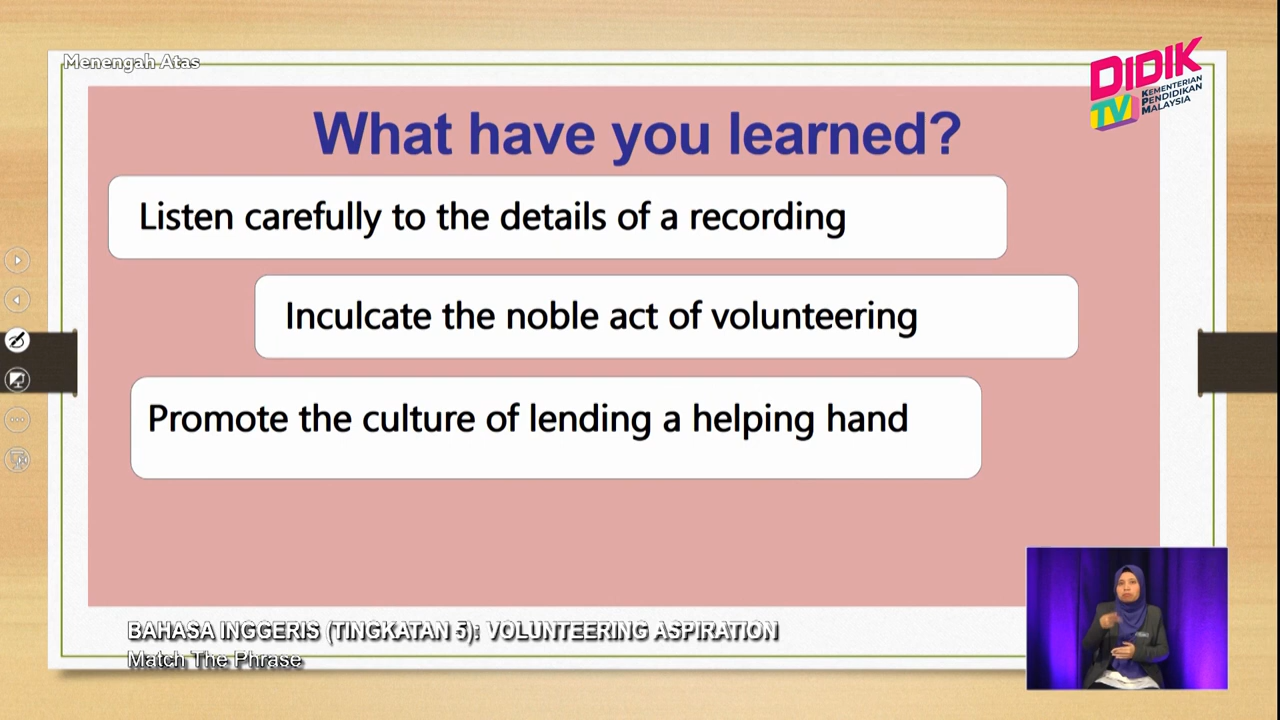 Menengah Atas
DIDIK
TV
KEMENTERIAN
PENDIDIKAN
MALAYSIA
What have you learned?
Listen carefully to the details of a recording
Inculcate the noble act of volunteering
Promote the culture of lending a helping hand
BAHASA INGGERIS (TINGKATAN 5): VOLUNTEERING ASPIRATION
Match The Phrase